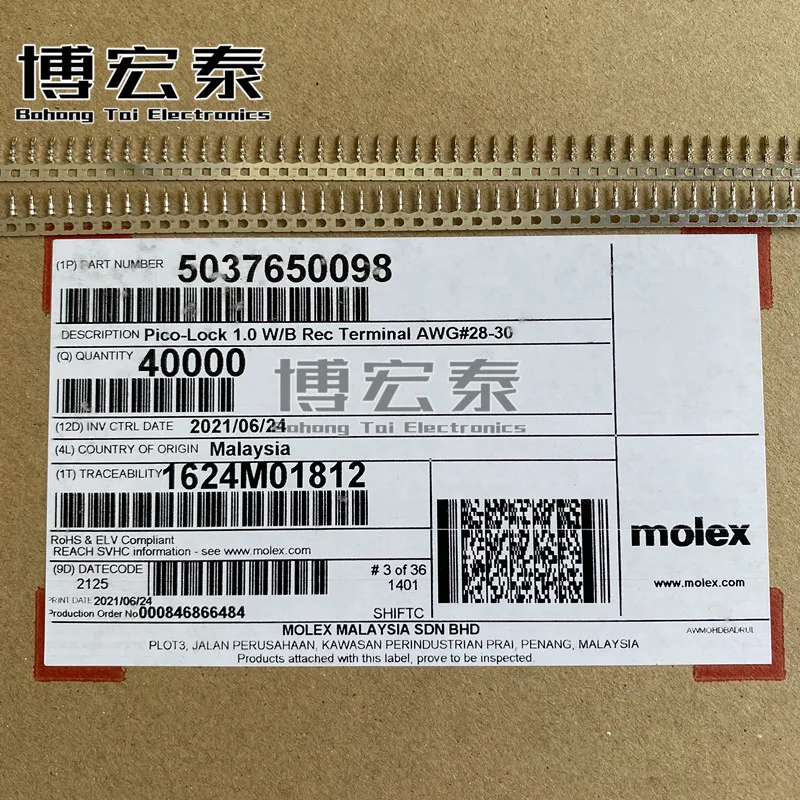 博宏泰
Bohong Tai Electronics
(1P) PART NUMBER 5037650098
DESCRIPTION Pico-Lock 1.0 W/B Rec Terminal AWG#28-30
(Q) QUANTITY 40000
博宏泰
Bohong Tai Electronics
(12D) INV CTRL DATE 2021/06/24
(4L) COUNTRY OF ORIGIN Malaysia
(1T) TRACEABILITY 1624M01812
RoHS & ELV Compliant
REACH SVHC information - see www.molex.com
(9D) DATECODE
2125
# 3 of 36
1401
PRINT DATE 2021/06/24
Production Order No 000846866484
SHIFTC
molex
www.molex.com
MOLEX MALAYSIA SDN BHD
AWMOHDBADRUL
PLOT3, JALAN PERUSAHAAN, KAWASAN PERINDUSTRIAN PRAI, PENANG, MALAYSIA
Products attached with this label, prove to be inspected.